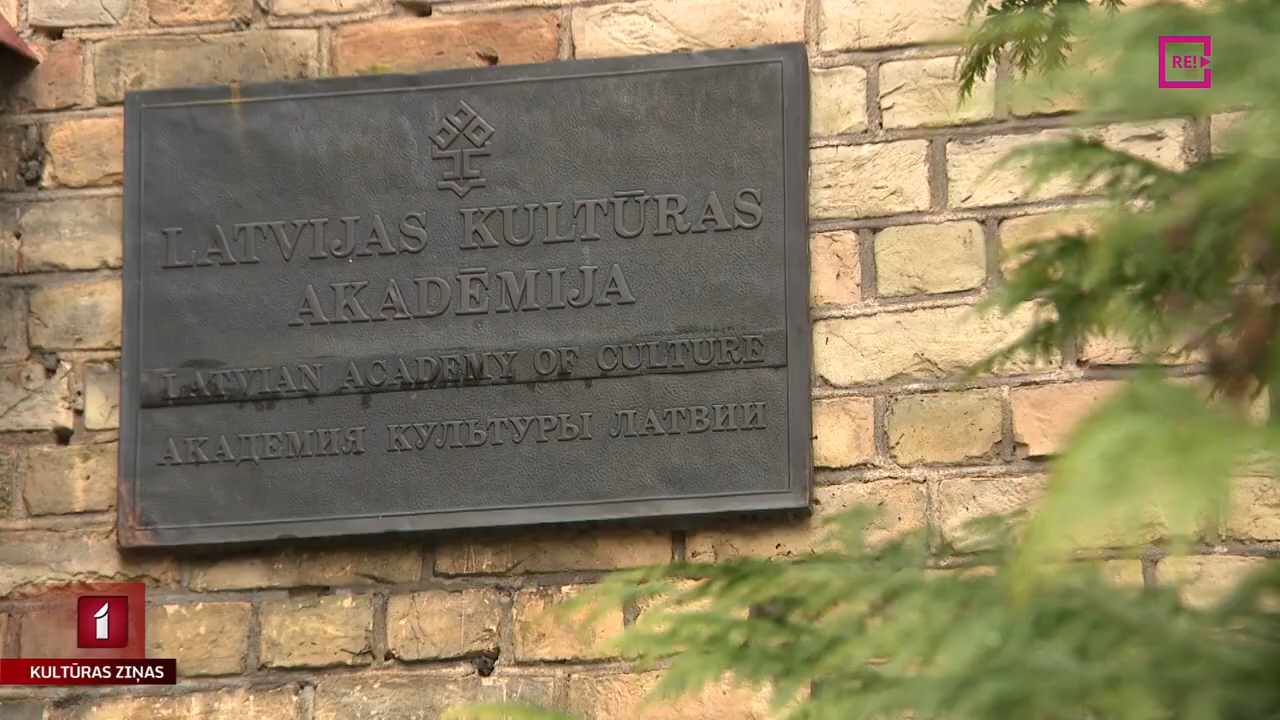 RE!
LATVIJAS KULTŪRAS
AKADĒMIJA
LATVIAN ACADEMY OF CULTURE
АКАДЕМИЯ КУЛЬТУРЫ ЛАТВИИ
1
KULTŪRAS ZIŅAS